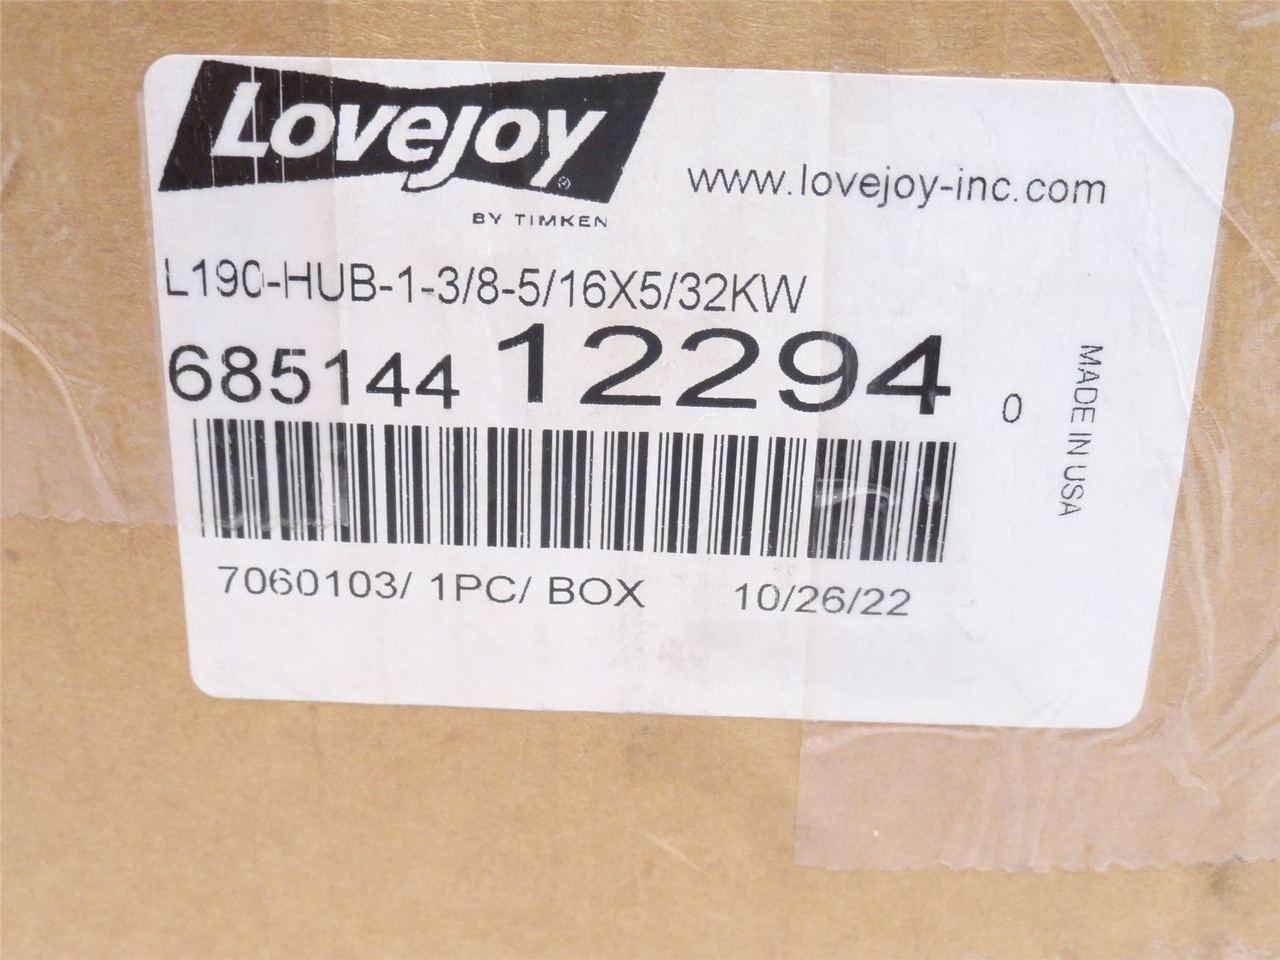 Lovejoy®
BY TIMKEN
www.lovejoy-inc.com
L190-HUB-1-3/8-5/16X5/32KW
685144 12294 0
MADE IN USA
7060103/ 1PC/ BOX 10/26/22